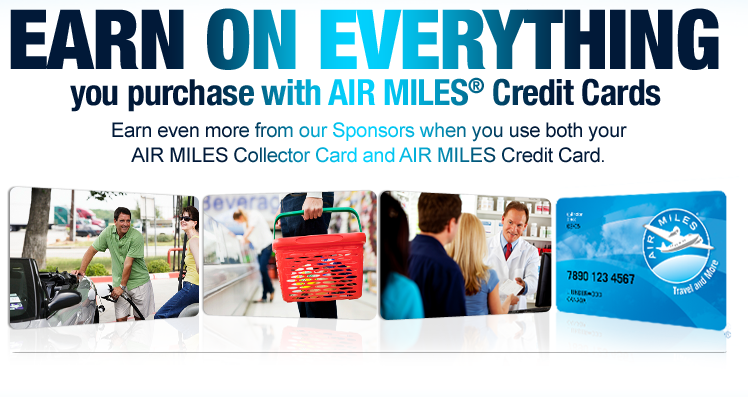 EARN ON EVERYTHING
you purchase with AIR MILES® Credit Cards
Earn even more from our Sponsors when you use both your
AIR MILES Collector Card and AIR MILES Credit Card.
Beverag
AIR MILES
7890 123 4567
Travel and More